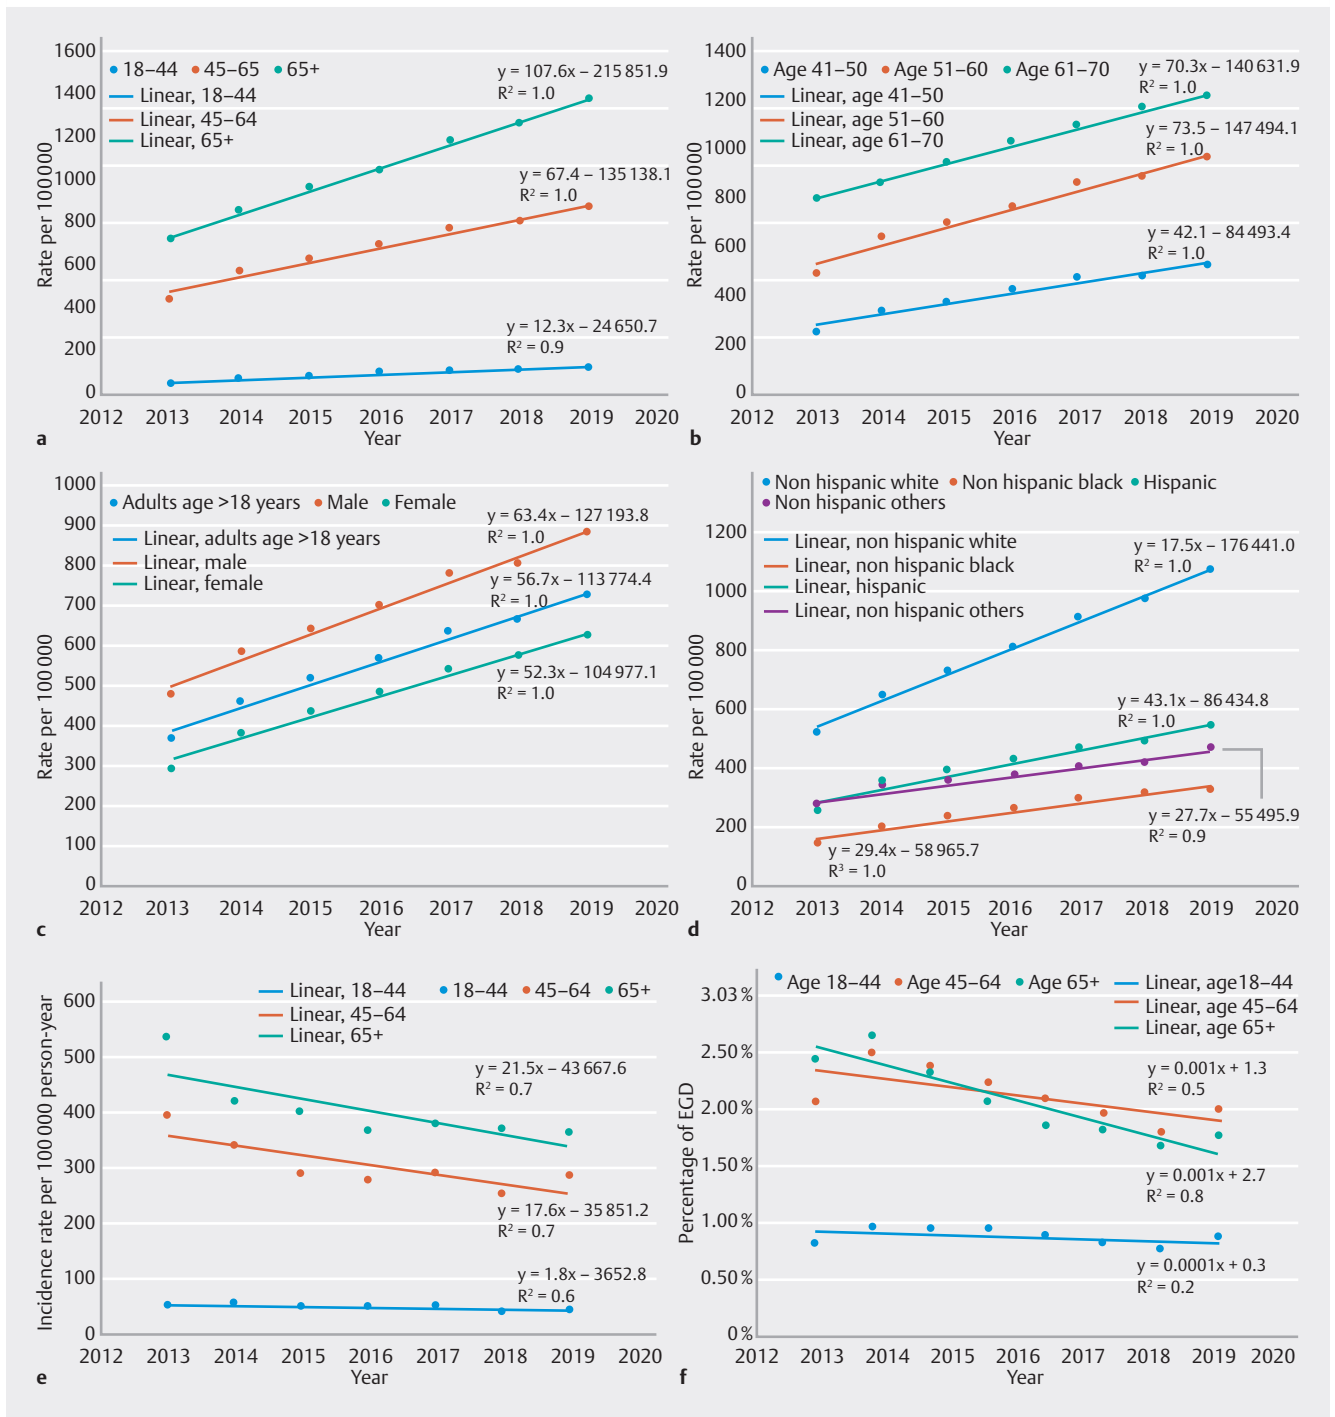 1600
1400
1200
1000
800
600
400
200
0
Rate per 100000
18–44 45–65 65+
Linear, 18–44
Linear, 45–64
Linear, 65+
y = 107.6x – 215 851.9
R² = 1.0
y = 67.4 – 135 138.1
R² = 1.0
y = 12.3x – 24 650.7
R² = 0.9
2012 2013 2014 2015 2016 2017 2018 2019 2020
Year
a
1400
1200
1000
800
600
400
200
0
Rate per 100000
Age 41–50 Age 51–60 Age 61–70
Linear, age 41–50
Linear, age 51–60
Linear, age 61–70
y = 70.3x – 140 631.9
R² = 1.0
y = 73.5 – 147 494.1
R² = 1.0
y = 42.1 – 84 493.4
R² = 1.0
2012 2013 2014 2015 2016 2017 2018 2019 2020
Year
b
1000
900
800
700
600
500
400
300
200
100
0
Rate per 100 000
Adults age >18 years Male Female
Linear, adults age >18 years
Linear, male
Linear, female
y = 63.4x – 127 193.8
R² = 1.0
y = 56.7x – 113 774.4
R² = 1.0
y = 52.3x – 104 977.1
R² = 1.0
2012 2013 2014 2015 2016 2017 2018 2019 2020
Year
c
Non hispanic white Non hispanic black Hispanic
Non hispanic others
1200
1000
800
600
400
200
0
Rate per 100 000
Linear, non hispanic white
Linear, non hispanic black
Linear, hispanic
Linear, non hispanic others
y = 17.5x – 176 441.0
R² = 1.0
y = 43.1x – 86 434.8
R² = 1.0
y = 27.7x – 55 495.9
R² = 0.9
y = 29.4x – 58 965.7
R³ = 1.0
2012 2013 2014 2015 2016 2017 2018 2019 2020
Year
d
600
500
400
300
200
100
0
Incidence rate per 100 000 person-year
Linear, 18–44 18–44 45–64 65+
Linear, 45–64
Linear, 65+
y = 21.5x – 43 667.6
R² = 0.7
y = 17.6x – 35 851.2
R² = 0.7
y = 1.8x – 3652.8
R² = 0.6
2012 2013 2014 2015 2016 2017 2018 2019 2020
Year
e
Age 18–44 Age 45–64 Age 65+ Linear, age18–44
Linear, age 45–64
Linear, age 65+
3.03 %
2.50 %
2.00 %
1.50 %
1.00 %
0.50 %
0 %
Percentage of EGD
y = 0.001x + 1.3
R² = 0.5
y = 0.001x + 2.7
R² = 0.8
y = 0.0001x + 0.3
R² = 0.2
2012 2013 2014 2015 2016 2017 2018 2019 2020
Year
f